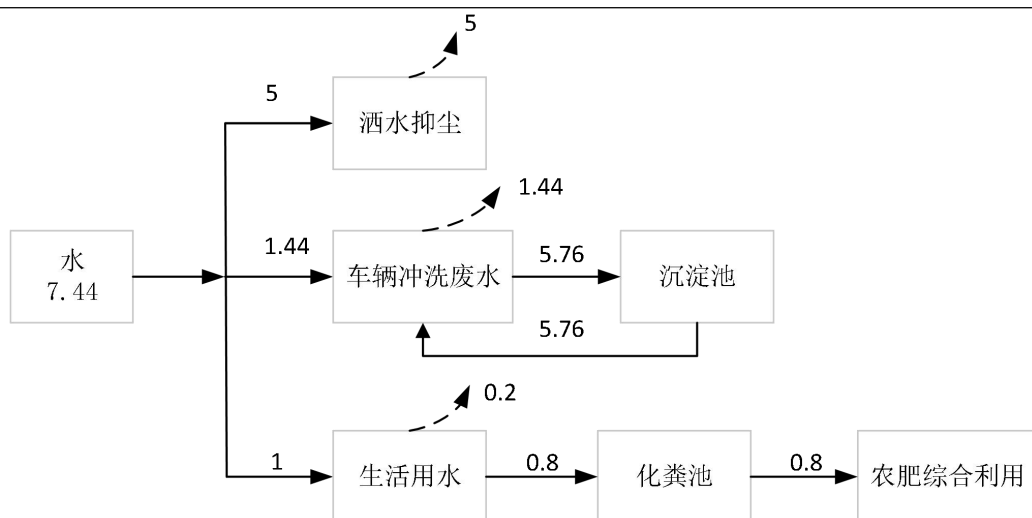 5
5
洒水抑尘
1.44
水
7.44
1.44
车辆冲洗废水
5.76
沉淀池
5.76
0.2
1
生活用水
0.8
化粪池
0.8
农肥综合利用